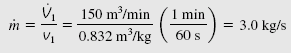 ṁ = V̇₁ / v₁ = 150 m³/min / 0.832 m³/kg (1 min / 60 s) = 3.0 kg/s